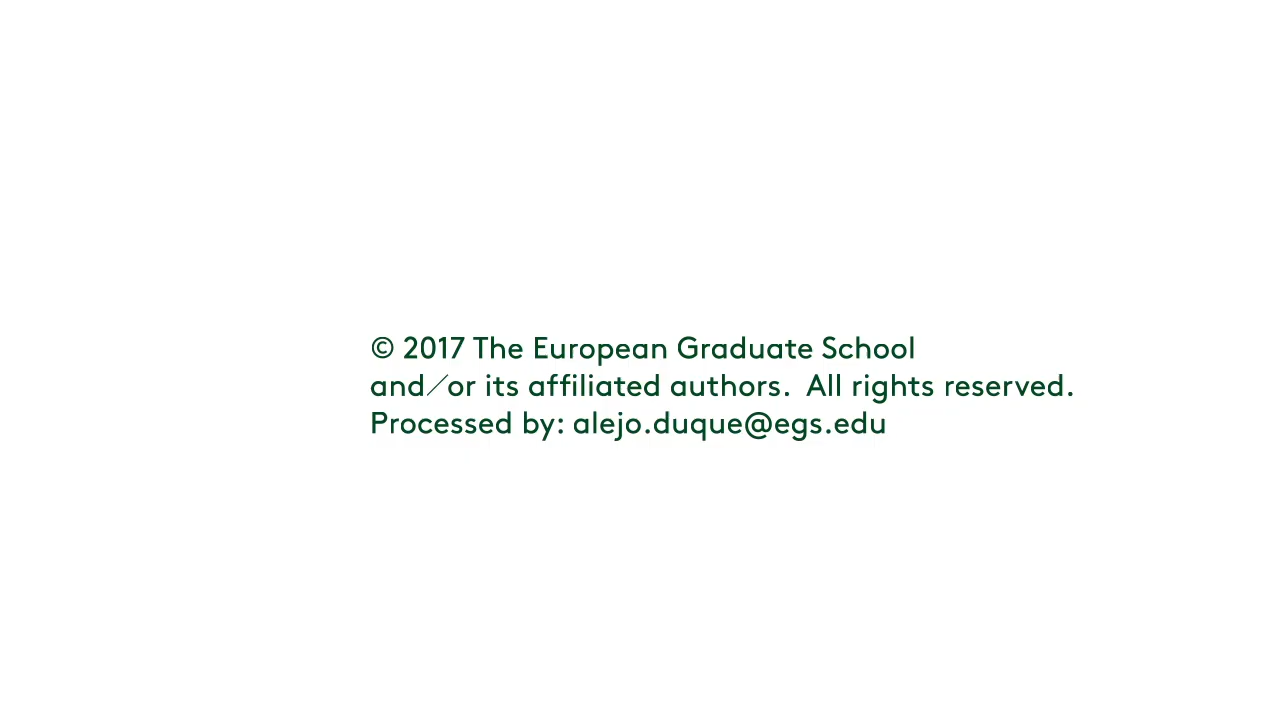 © 2017 The European Graduate School
and/or its affiliated authors.  All rights reserved.
Processed by: alejo.duque@egs.edu